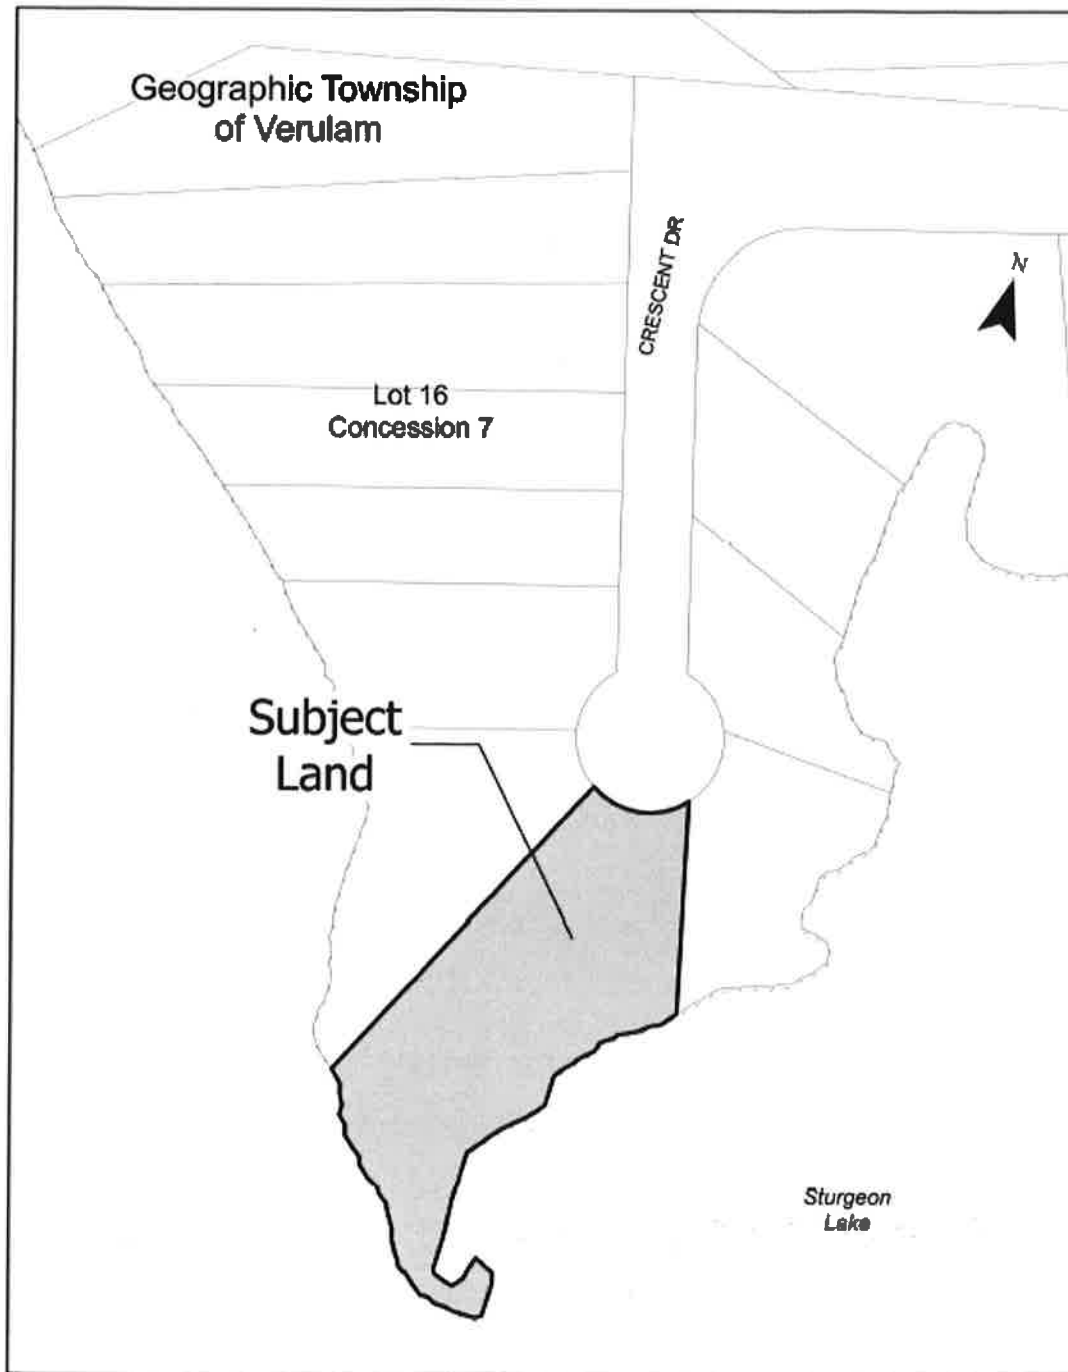 Geographic Township
of Verulam
CRESCENT DR
N
Lot 16
Concession 7
Subject
Land
Sturgeon
Lake